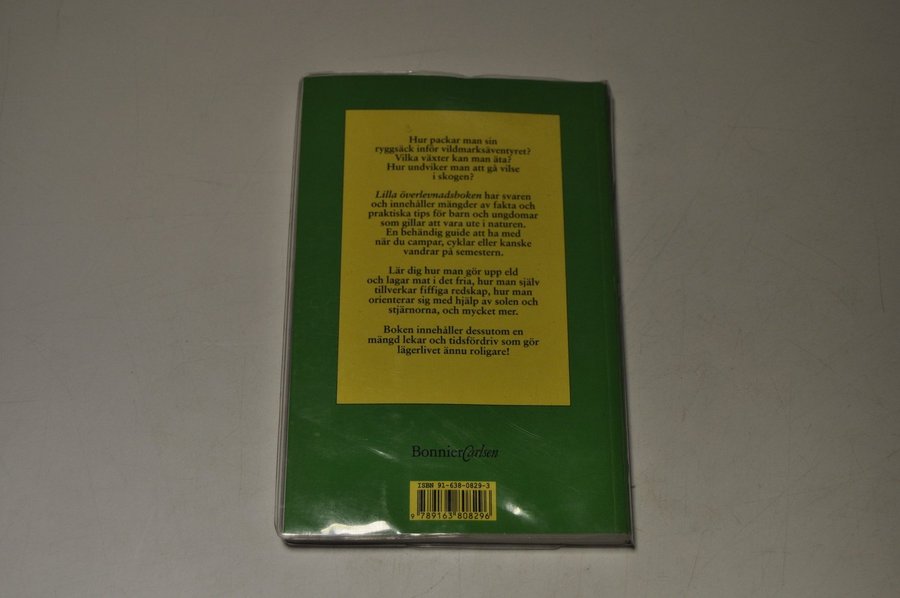 Hur packar man sin
ryggsäck inför vildmarksäventyret?
Vilka växter kan man äta?
Hur undviker man att gå vilse
i skogen?
Lilla överlevnadsboken har svaren
och innehåller mängder av fakta och
praktiska tips för barn och ungdomar
som gillar att vara ute i naturen.
En behändig guide att ha med
när du campar, cyklar eller kanske
vandrar på semestern.
Lär dig hur man gör upp eld
och lagar mat i det fria, hur man själv
tillverkar fiffiga redskap, hur man
orienterar sig med hjälp av solen och
stjärnorna, och mycket mer.
Boken innehåller dessutom en
mängd lekar och tidsfördriv som gör
lägerlivet ännu roligare!
BonnierCarlsen
ISBN 91-638-0829-3
9 789163 808296